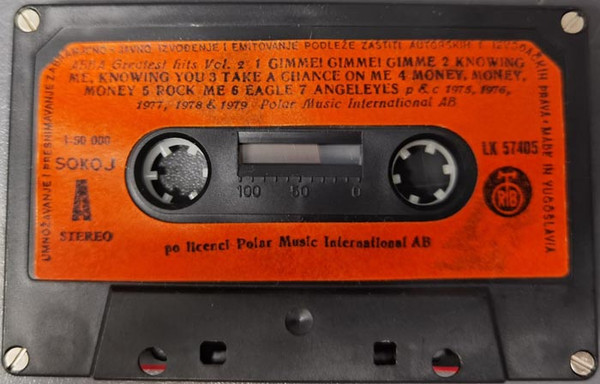 UMNOŽAVANJE I PRESNIMAVANJE ZABRANJENO - JAVNO IZVOĐENJE I EMITOVANJE PODLEŽE ZAŠTITI AUTORSKIH I IZVOĐAČKIH PRAVA • MADE IN YUGOSLAVIA
ABBA Greatest hits Vol. 2: 1 GIMME! GIMME! GIMME 2 KNOWING
ME, KNOWING YOU 3 TAKE A CHANCE ON ME 4 MONEY, MONEY,
MONEY 5 ROCK ME 6 EAGLE 7 ANGELEYES p & c 1975, 1976,
1977, 1978 & 1979 - Polar Music International AB
1:50 000
SOKOJ
LK 57405
A
STEREO
100 50 0
RTB
po licenci Polar Music International AB